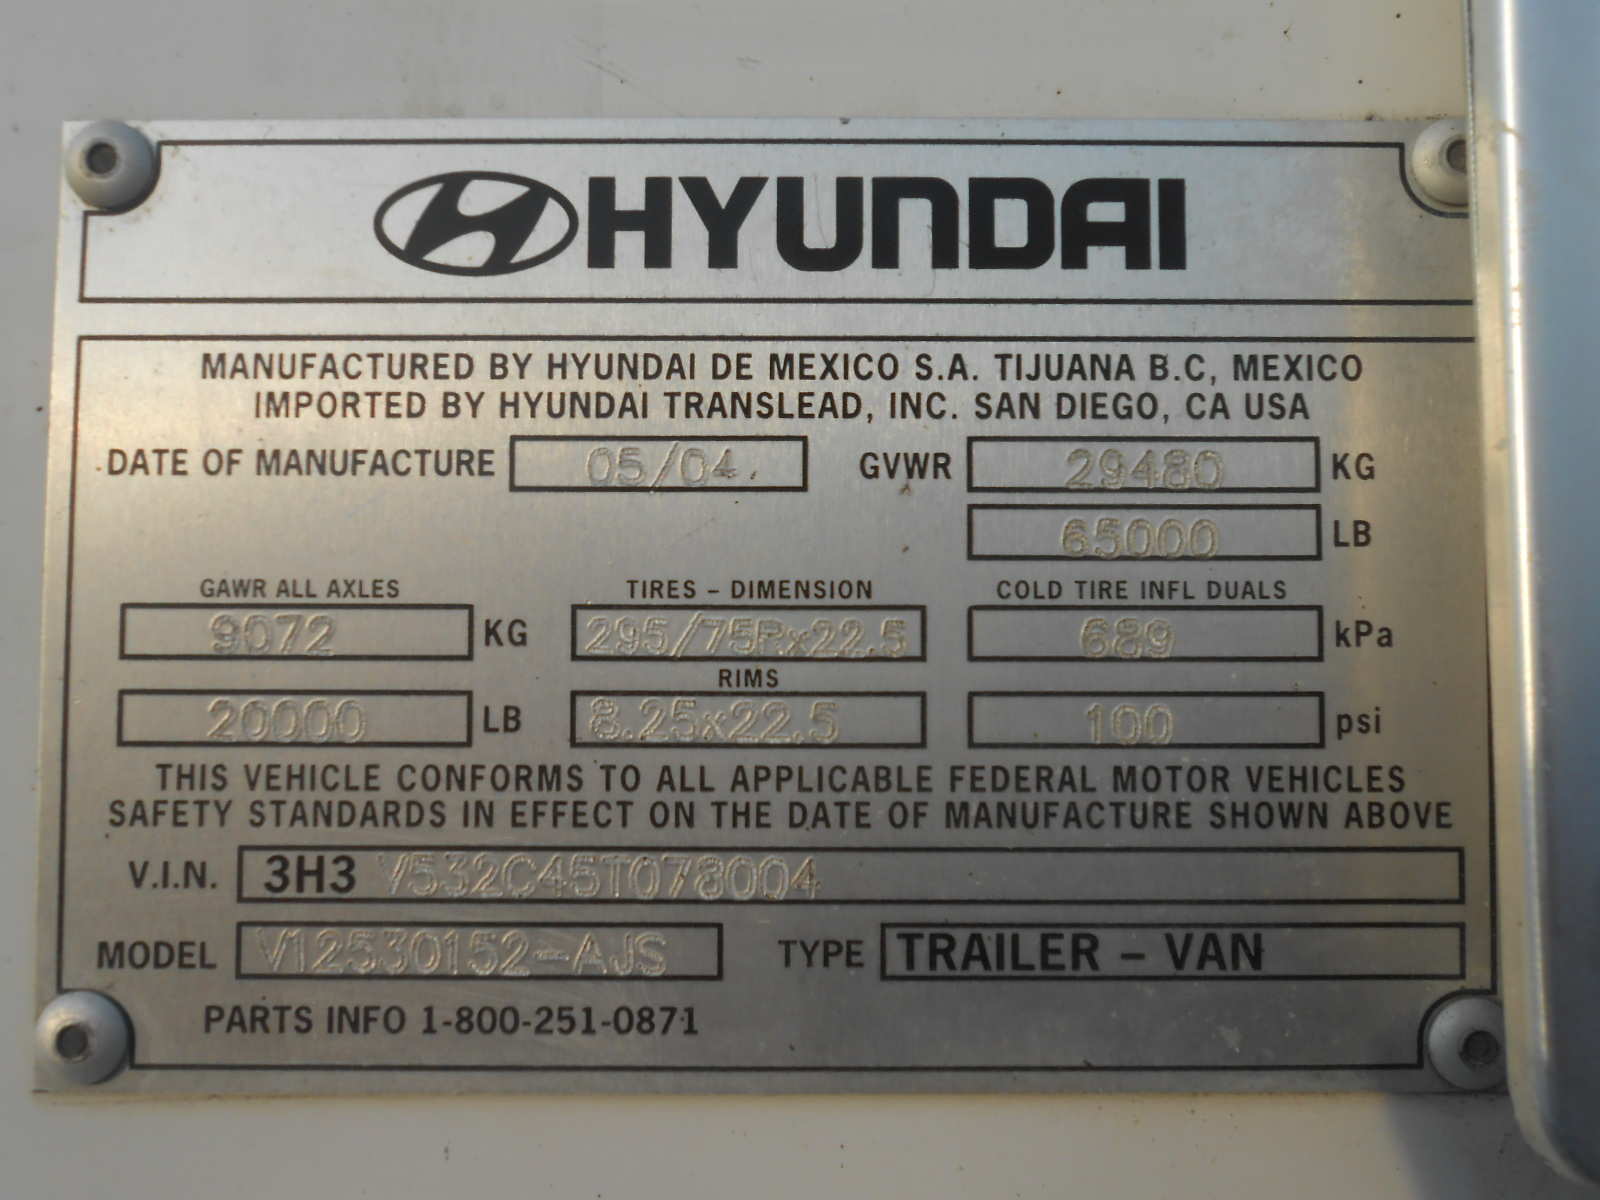 HYUNDAI
MANUFACTURED BY HYUNDAI DE MEXICO S.A. TIJUANA B.C, MEXICO
IMPORTED BY HYUNDAI TRANSLEAD, INC. SAN DIEGO, CA USA
DATE OF MANUFACTURE 05/04 GVWR 29480 KG
65000 LB
GAWR ALL AXLES TIRES - DIMENSION COLD TIRE INFL DUALS
9072 KG 295/75Rx22.5 689 kPa
RIMS
20000 LB 8.25x22.5 100 psi
THIS VEHICLE CONFORMS TO ALL APPLICABLE FEDERAL MOTOR VEHICLES
SAFETY STANDARDS IN EFFECT ON THE DATE OF MANUFACTURE SHOWN ABOVE
V.I.N. 3H3 V532C45T078004
MODEL V12530152-AJS TYPE TRAILER - VAN
PARTS INFO 1-800-251-0871